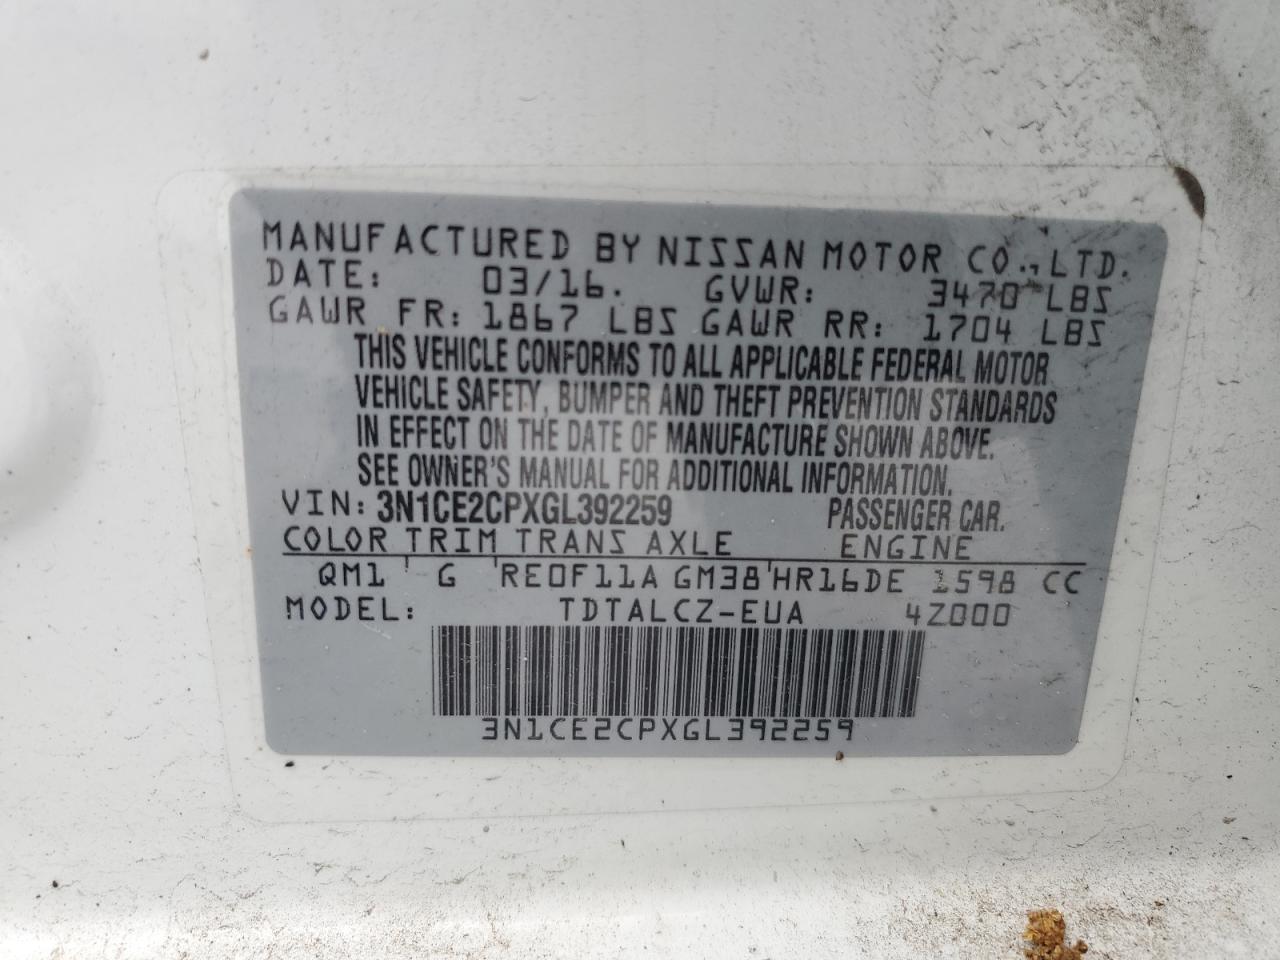 MANUFACTURED BY NISSAN MOTOR CO.,LTD.
DATE: 03/16. GVWR: 3470 LBS
GAWR FR: 1867 LBS GAWR RR: 1704 LBS
THIS VEHICLE CONFORMS TO ALL APPLICABLE FEDERAL MOTOR
VEHICLE SAFETY, BUMPER AND THEFT PREVENTION STANDARDS
IN EFFECT ON THE DATE OF MANUFACTURE SHOWN ABOVE.
SEE OWNER'S MANUAL FOR ADDITIONAL INFORMATION.
VIN: 3N1CE2CPXGL392259 PASSENGER CAR.
COLOR TRIM TRANS AXLE ENGINE
QM1 ' G ' RE0F11A GM38 ' HR16DE 1598 CC
MODEL: TDTALCZ-EUA 4Z000
3N1CE2CPXGL392259